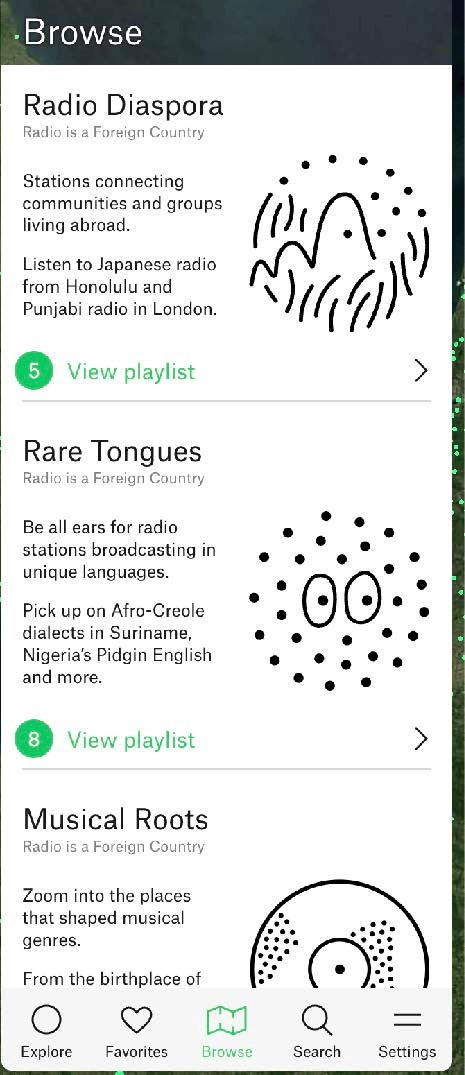 Browse
Radio Diaspora
Radio is a Foreign Country
Stations connecting
communities and groups
living abroad.
Listen to Japanese radio
from Honolulu and
Punjabi radio in London.
5 View playlist
Rare Tongues
Radio is a Foreign Country
Be all ears for radio
stations broadcasting in
unique languages.
Pick up on Afro-Creole
dialects in Suriname,
Nigeria’s Pidgin English
and more.
8 View playlist
Musical Roots
Radio is a Foreign Country
Zoom into the places
that shaped musical
genres.
From the birthplace of
Explore Favorites Browse Search Settings